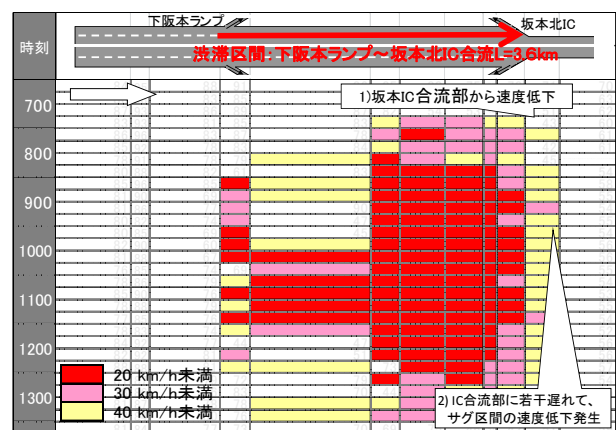 下阪本ランプ
坂本北IC
時刻
渋滞区間:下阪本ランプ~坂本北IC合流L=3.6km
1)坂本IC合流部から速度低下
700
800
900
1000
1100
1200
1300
20 km/h未満
30 km/h未満
40 km/h未満
2) IC合流部に若干遅れて、
サグ区間の速度低下発生